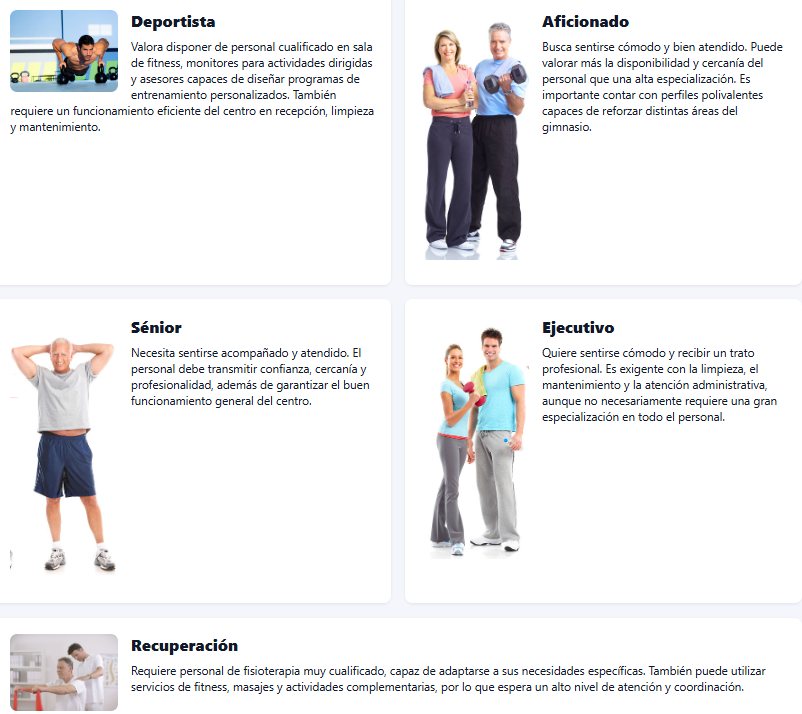 Deportista
Valora disponer de personal cualificado en sala
de fitness, monitores para actividades dirigidas
y asesores capaces de diseñar programas de
entrenamiento personalizados. También
requiere un funcionamiento eficiente del centro en recepción, limpieza
y mantenimiento.
Aficionado
Busca sentirse cómodo y bien atendido. Puede
valorar más la disponibilidad y cercanía del
personal que una alta especialización. Es
importante contar con perfiles polivalentes
capaces de reforzar distintas áreas del
gimnasio.
Sénior
Necesita sentirse acompañado y atendido. El
personal debe transmitir confianza, cercanía y
profesionalidad, además de garantizar el buen
funcionamiento general del centro.
Ejecutivo
Quiere sentirse cómodo y recibir un trato
profesional. Es exigente con la limpieza, el
mantenimiento y la atención administrativa,
aunque no necesariamente requiere una gran
especialización en todo el personal.
Recuperación
Requiere personal de fisioterapia muy cualificado, capaz de adaptarse a sus necesidades específicas. También puede utilizar
servicios de fitness, masajes y actividades complementarias, por lo que espera un alto nivel de atención y coordinación.